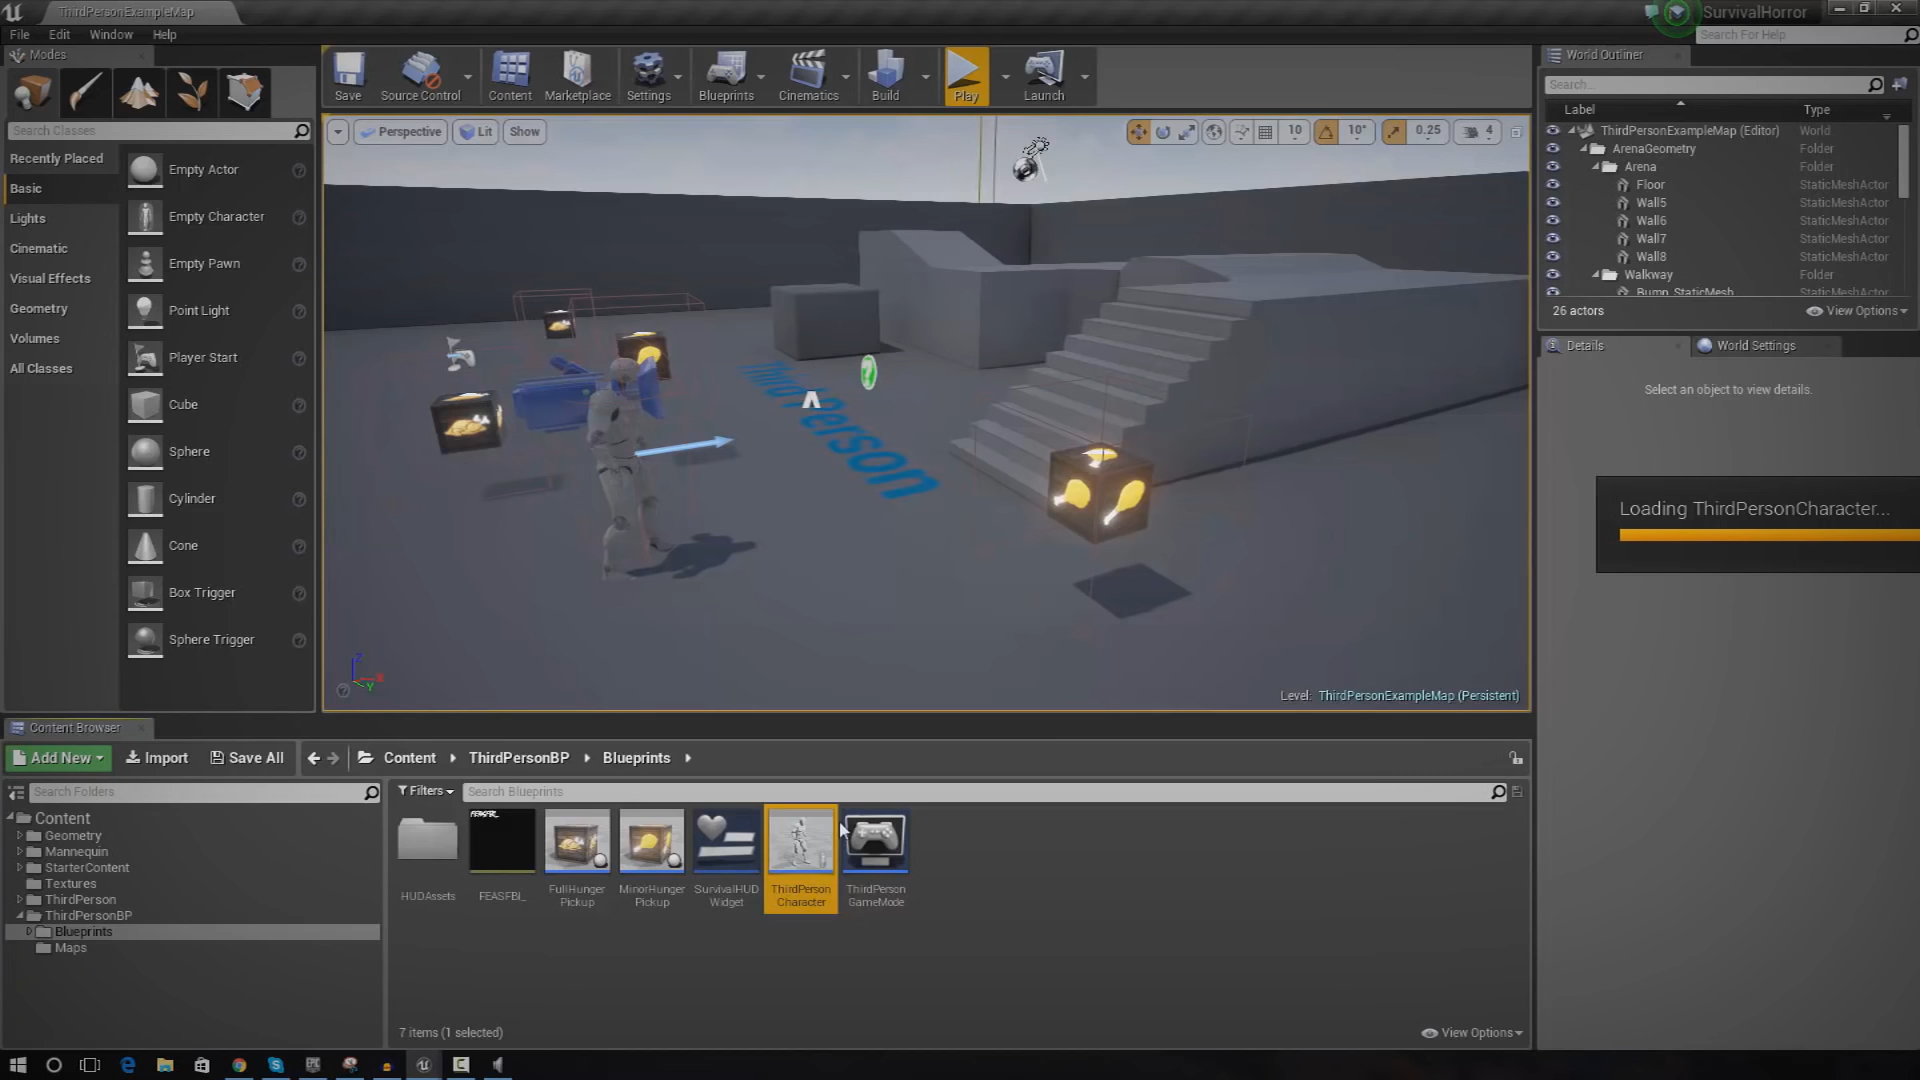 ThirdPersonExampleMap
SurvivalHorror
File Edit Window Help
Search For Help
Modes
Save
Source Control
Content
Marketplace
Settings
Blueprints
Cinematics
Build
Play
Launch
World Outliner
Search...
Label Type
ThirdPersonExampleMap (Editor) World
ArenaGeometry Folder
Arena Folder
Floor StaticMeshActor
Wall5 StaticMeshActor
Wall6 StaticMeshActor
Wall7 StaticMeshActor
Wall8 StaticMeshActor
Walkway Folder
Bump_StaticMesh StaticMeshActor
26 actors
View Options
Search Classes
Recently Placed
Basic
Lights
Cinematic
Visual Effects
Geometry
Volumes
All Classes
Empty Actor
Empty Character
Empty Pawn
Point Light
Player Start
Cube
Sphere
Cylinder
Cone
Box Trigger
Sphere Trigger
Perspective
Lit
Show
10
10°
0.25
4
ThirdPerson
Z
X
Y
Level: ThirdPersonExampleMap (Persistent)
Details
World Settings
Select an object to view details.
Loading ThirdPersonCharacter...
Content Browser
Add New
Import
Save All
Content
ThirdPersonBP
Blueprints
Search Folders
Filters
Search Blueprints
Content
Geometry
Mannequin
StarterContent
Textures
ThirdPerson
ThirdPersonBP
Blueprints
Maps
HUDAssets
FEASFBI_
FullHunger
Pickup
MinorHunger
Pickup
SurvivalHUD
Widget
ThirdPerson
Character
ThirdPerson
GameMode
7 items (1 selected)
View Options